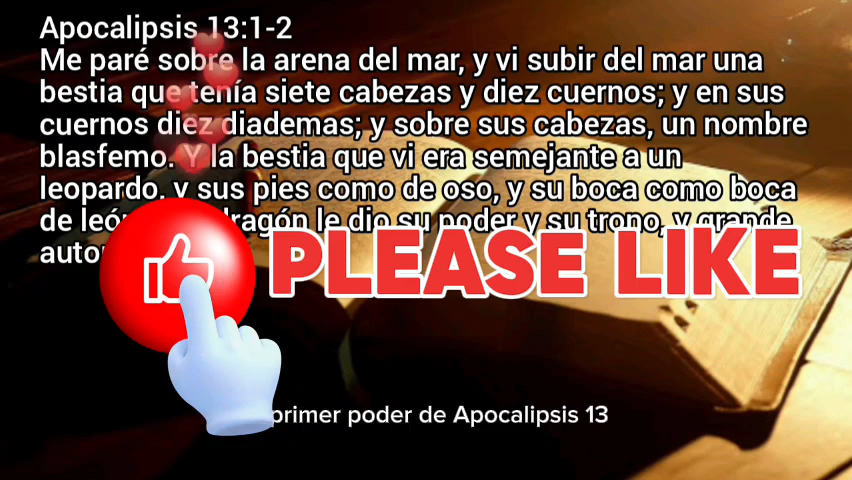 Apocalipsis 13:1-2
Me paré sobre la arena del mar, y vi subir del mar una
bestia que tenía siete cabezas y diez cuernos; y en sus
cuernos diez diademas; y sobre sus cabezas, un nombre
blasfemo. Y la bestia que vi era semejante a un
leopardo, y sus pies como de oso, y su boca como boca
de dragón le dio su poder y su trono, y grande
PLEASE LIKE
primer poder de Apocalipsis 13